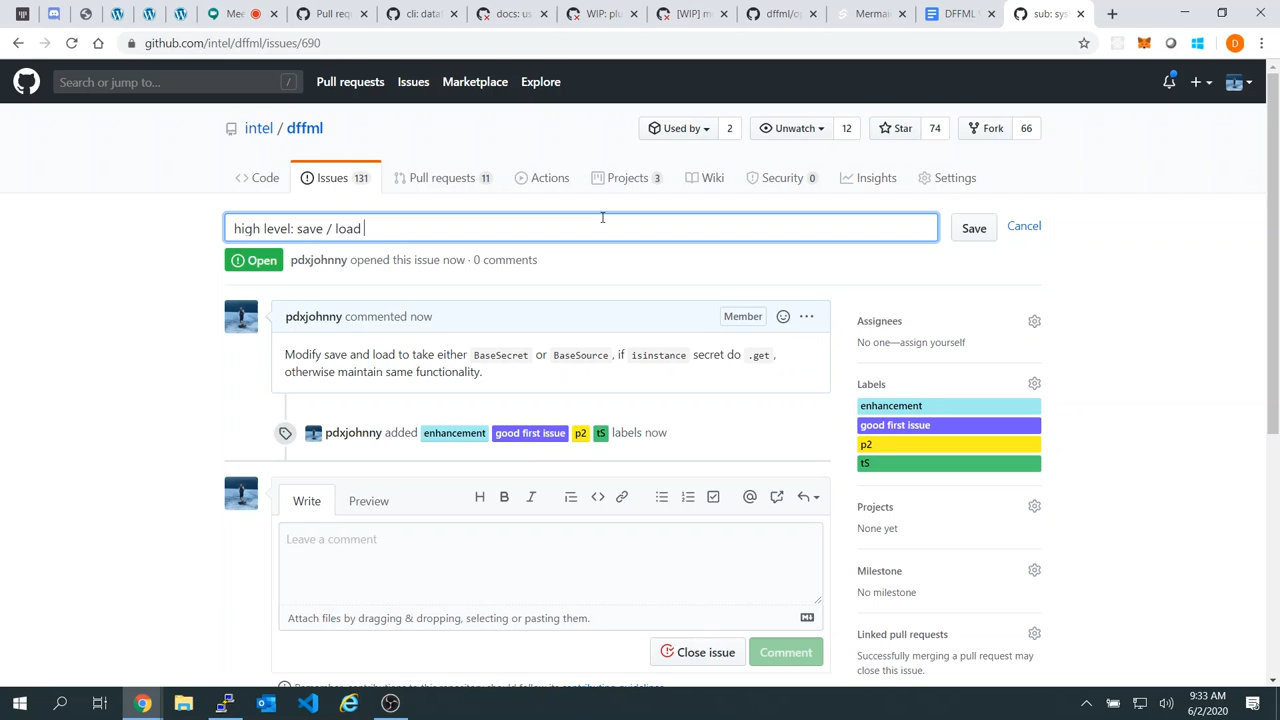 Mee
Pull req
cli: data
docs: us
WIP: plu
[WIP] m
dffml/o
Mermai
DFFML
sub: sys
github.com/intel/dffml/issues/690
D
Search or jump to...
/
Pull requests
Issues
Marketplace
Explore
intel / dffml
Used by 2
Unwatch 12
Star 74
Fork 66
Code
Issues 131
Pull requests 11
Actions
Projects 3
Wiki
Security 0
Insights
Settings
high level: save / load
Save
Cancel
Open
pdxjohnny opened this issue now · 0 comments
pdxjohnny commented now
Member
Modify save and load to take either BaseSecret or BaseSource, if isinstance secret do .get,
otherwise maintain same functionality.
pdxjohnny added enhancement good first issue p2 tS labels now
Write
Preview
Leave a comment
Attach files by dragging & dropping, selecting or pasting them.
Close issue
Comment
Assignees
No one—assign yourself
Labels
enhancement
good first issue
p2
tS
Projects
None yet
Milestone
No milestone
Linked pull requests
Successfully merging a pull request may
close this issue.
9:33 AM
6/2/2020